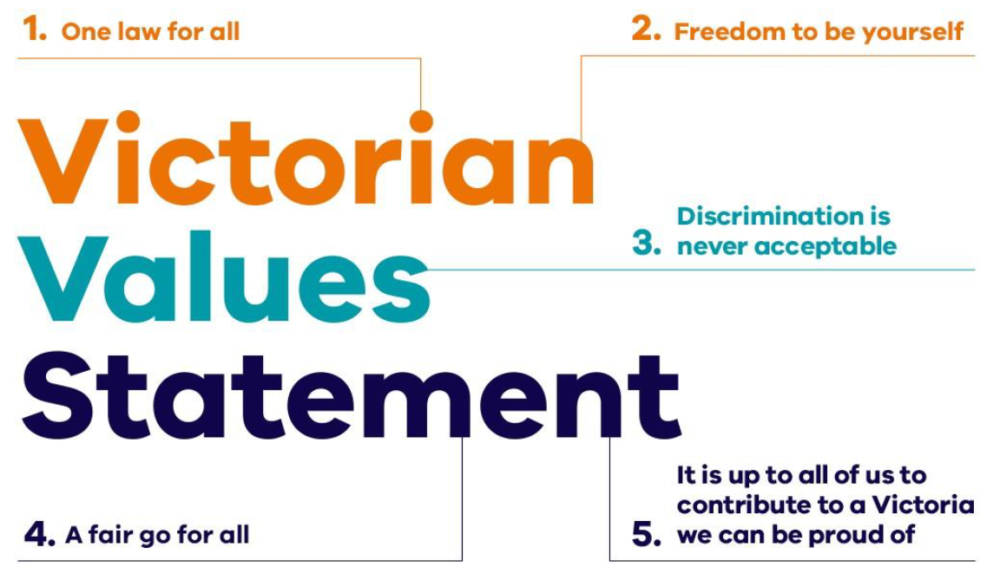 1. One law for all
2. Freedom to be yourself
Victorian
Values
Statement
Discrimination is
3. never acceptable
4. A fair go for all
It is up to all of us to
contribute to a Victoria
5. we can be proud of